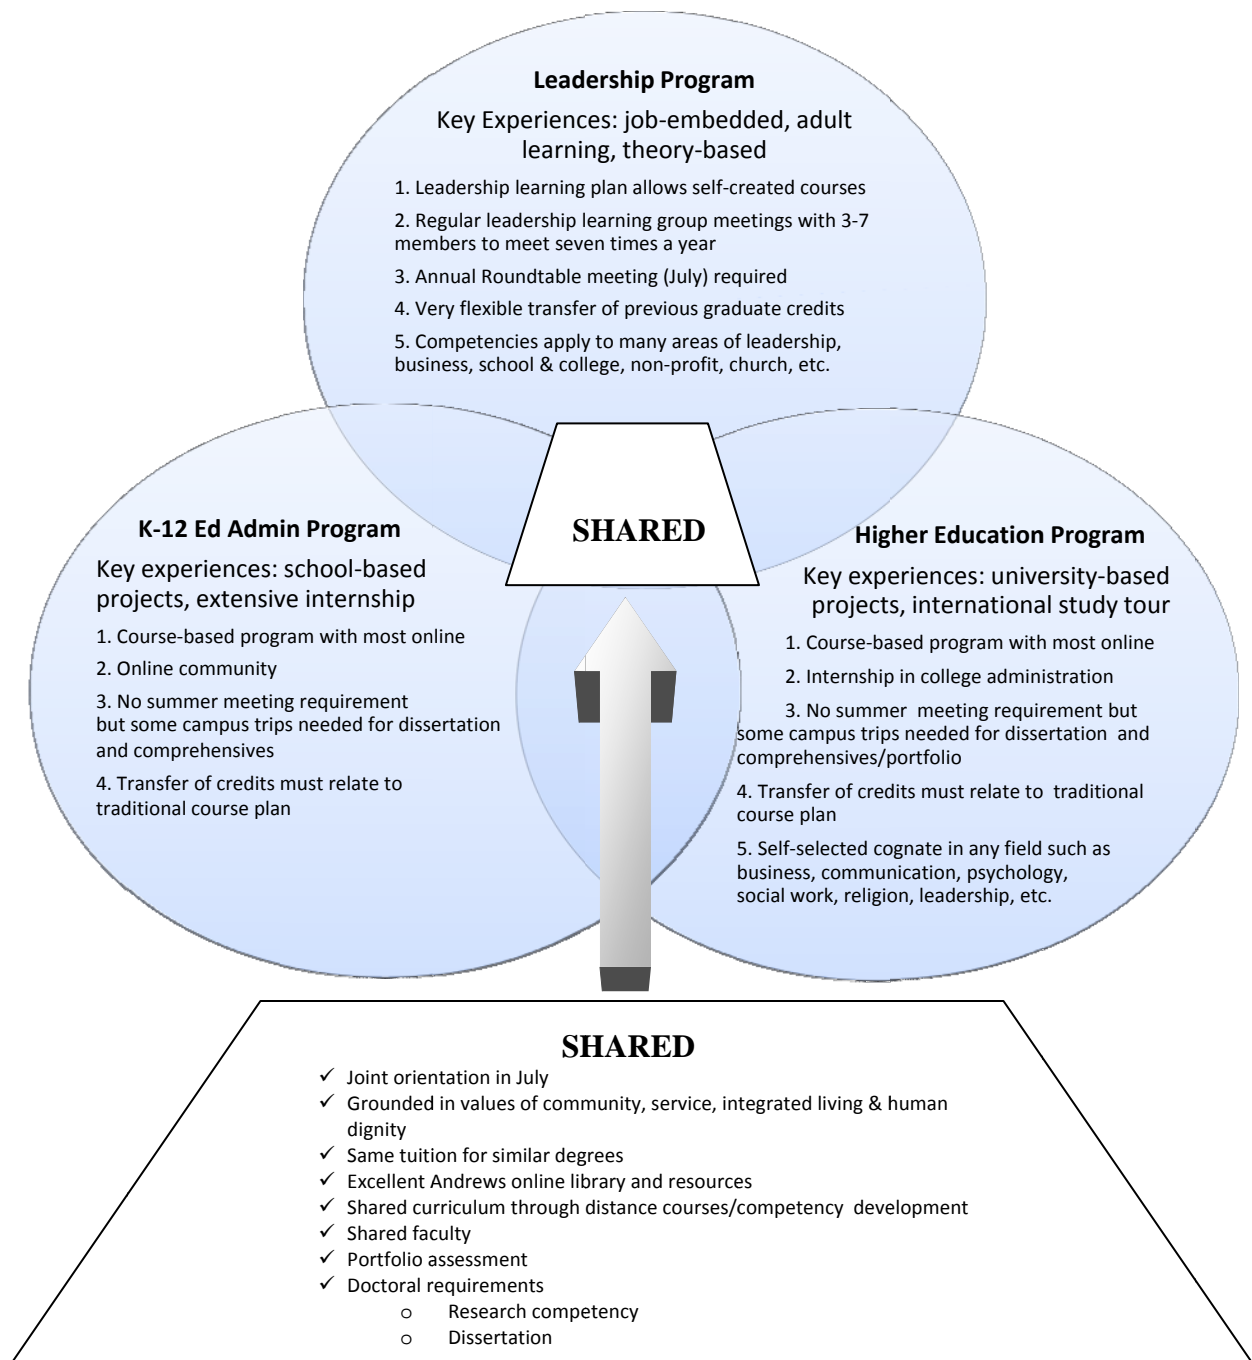 Leadership Program
Key Experiences: job-embedded, adult
learning, theory-based
1. Leadership learning plan allows self-created courses
2. Regular leadership learning group meetings with 3-7
members to meet seven times a year
3. Annual Roundtable meeting (July) required
4. Very flexible transfer of previous graduate credits
5. Competencies apply to many areas of leadership,
business, school & college, non-profit, church, etc.
SHARED
K-12 Ed Admin Program
Key experiences: school-based
projects, extensive internship
1. Course-based program with most online
2. Online community
3. No summer meeting requirement
but some campus trips needed for dissertation
and comprehensives
4. Transfer of credits must relate to
traditional course plan
Higher Education Program
Key experiences: university-based
projects, international study tour
1. Course-based program with most online
2. Internship in college administration
3. No summer meeting requirement but
some campus trips needed for dissertation and
comprehensives/portfolio
4. Transfer of credits must relate to traditional
course plan
5. Self-selected cognate in any field such as
business, communication, psychology,
social work, religion, leadership, etc.
SHARED
✓ Joint orientation in July
✓ Grounded in values of community, service, integrated living & human
dignity
✓ Same tuition for similar degrees
✓ Excellent Andrews online library and resources
✓ Shared curriculum through distance courses/competency development
✓ Shared faculty
✓ Portfolio assessment
✓ Doctoral requirements
o Research competency
o Dissertation